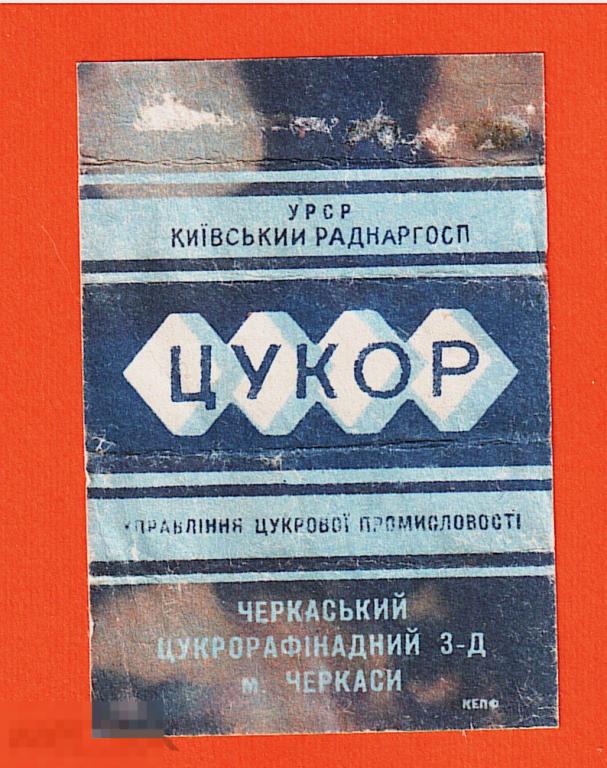 УРСР
КИЇВСЬКИЙ РАДНАРГОСП
ЦУКОР
УПРАВЛІННЯ ЦУКРОВОЇ ПРОМИСЛОВОСТІ
ЧЕРКАСЬКИЙ
ЦУКРОРАФІНАДНИЙ З-Д
м. ЧЕРКАСИ
КЕПФ